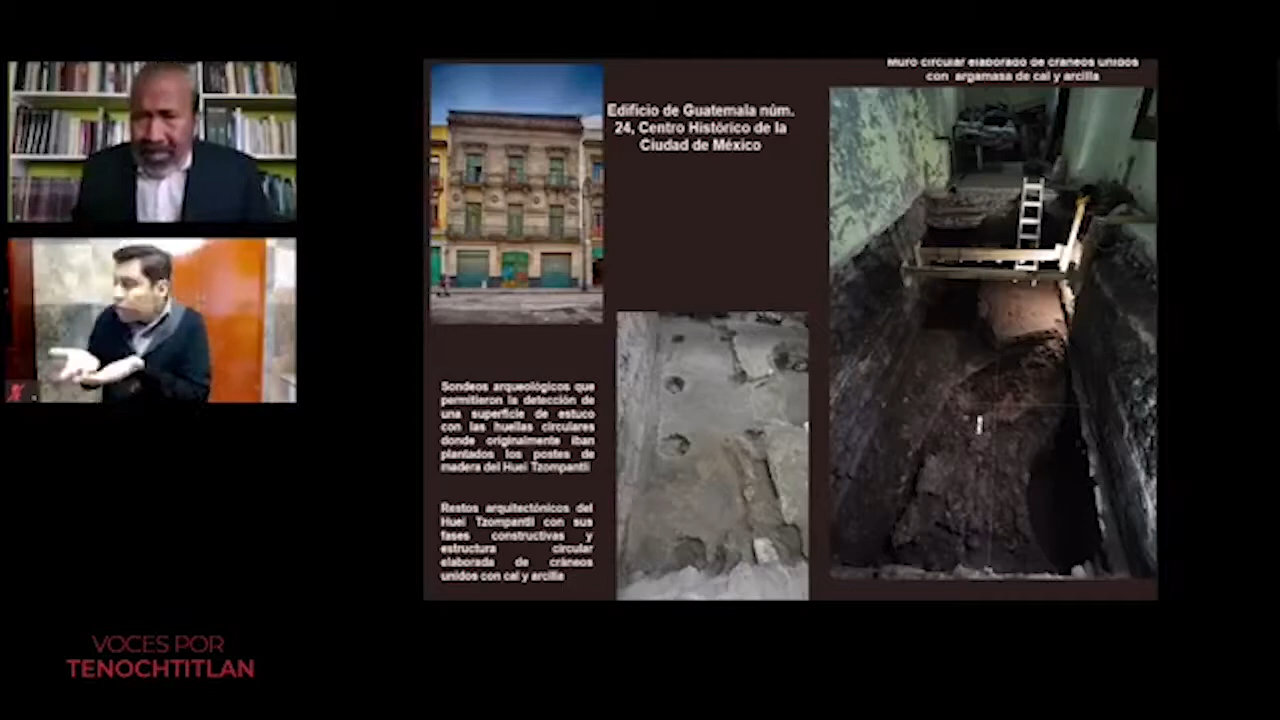 Muro circular elaborado de cráneos unidos
con argamasa de cal y arcilla
Edificio de Guatemala núm.
24, Centro Histórico de la
Ciudad de México
Sondeos arqueológicos que
permitieron la detección de
una superficie de estuco
con las huellas circulares
donde originalmente iban
plantados los postes de
madera del Huei Tzompantli
Restos arquitectónicos del
Huei Tzompantli con sus
fases constructivas y
estructura circular
elaborada de cráneos
unidos con cal y arcilla
VOCES POR
TENOCHTITLAN